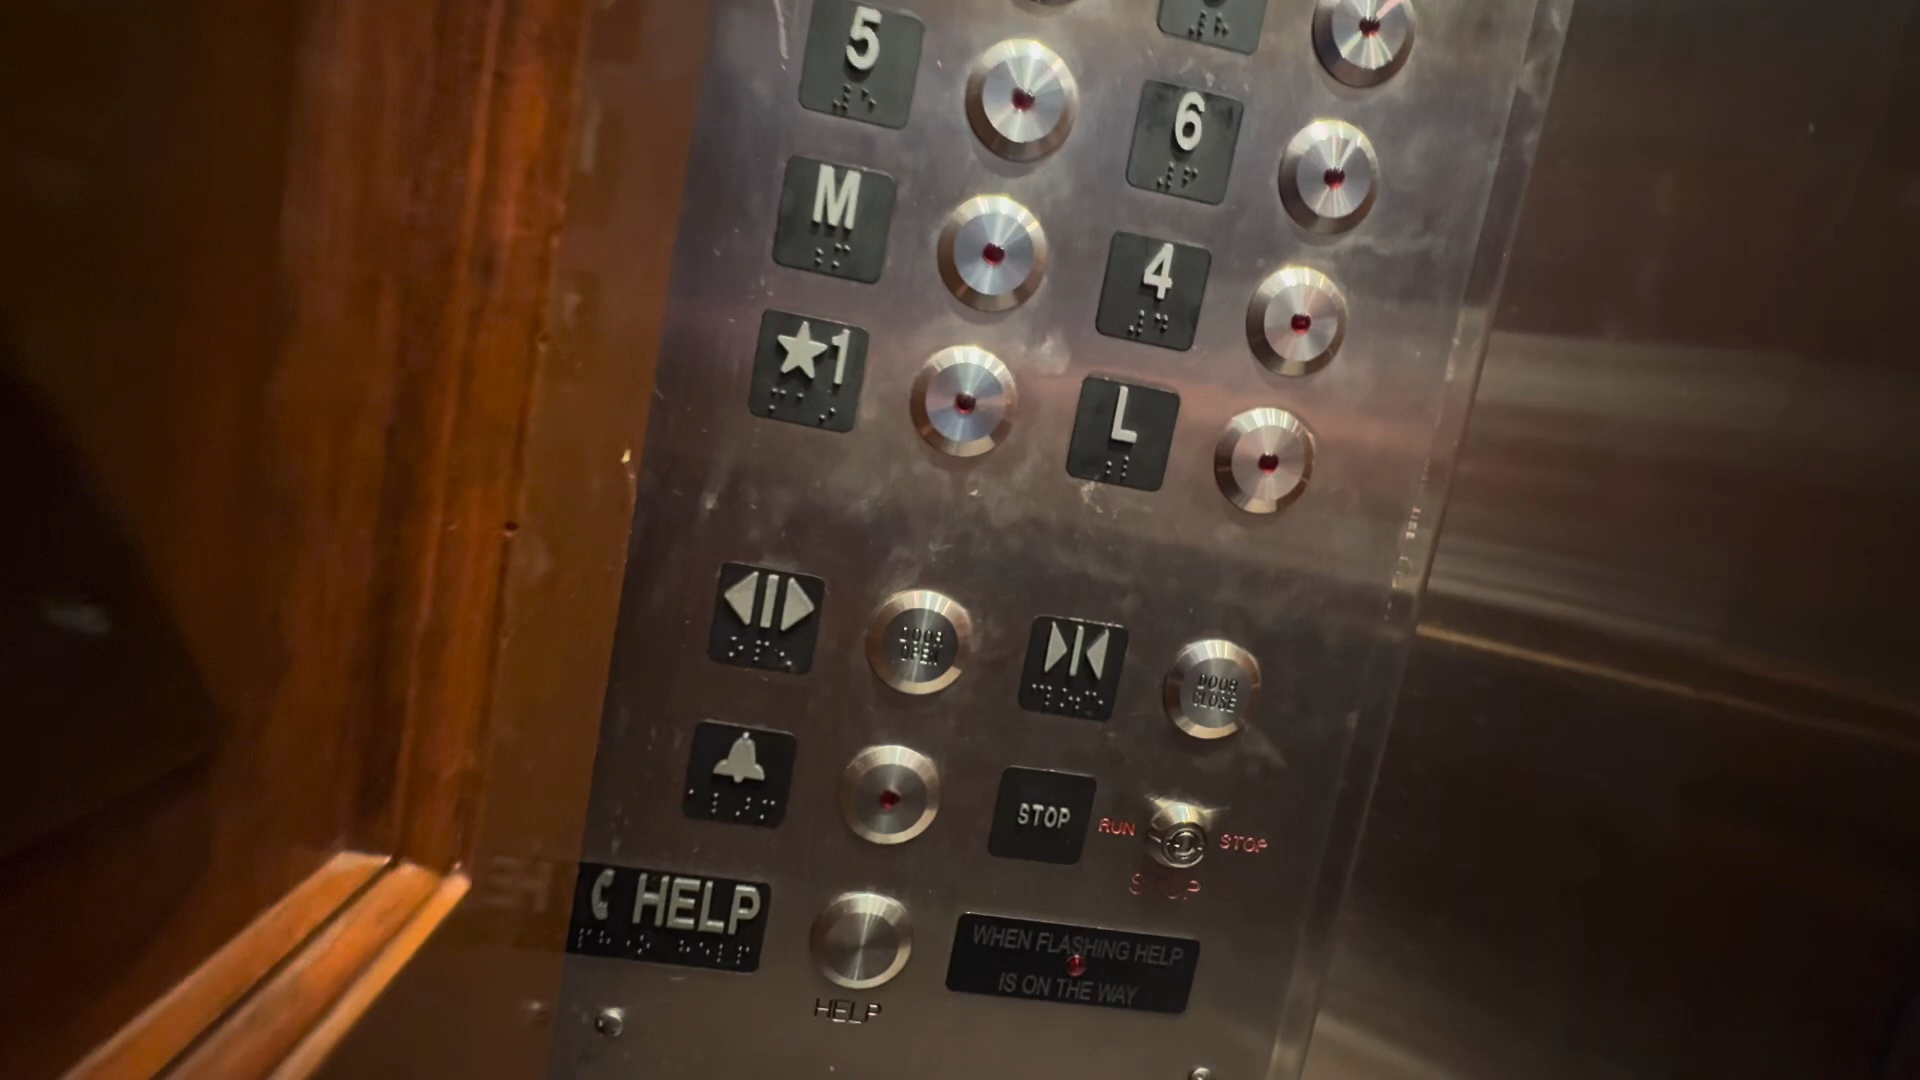 5
6
M
4
★1
L
DOOR
OPEN
DOOR
CLOSE
STOP
RUN
STOP
STOP
HELP
HELP
WHEN FLASHING HELP
IS ON THE WAY